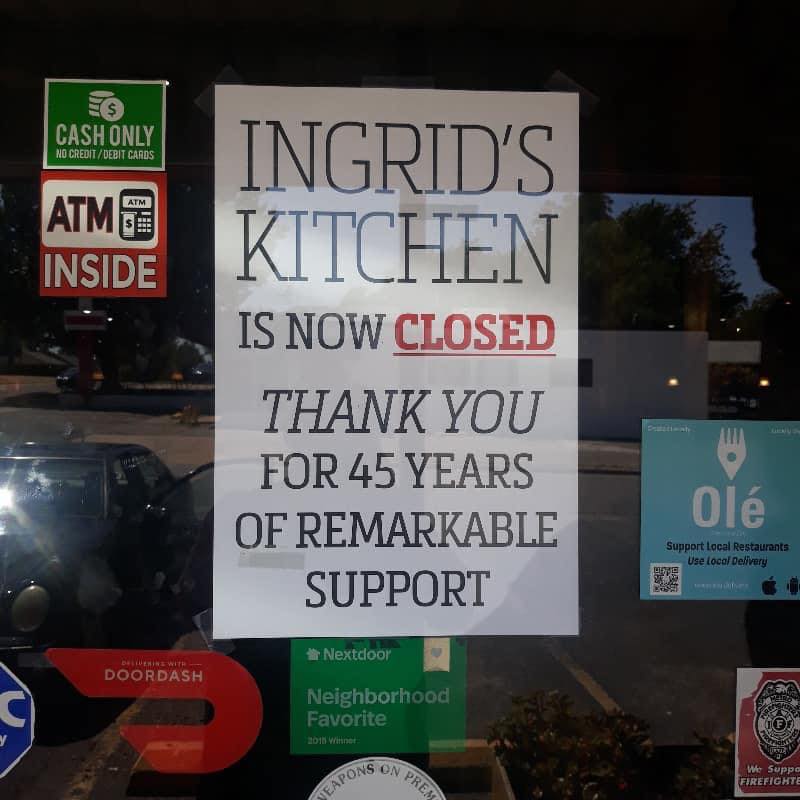 CASH ONLY
NO CREDIT / DEBIT CARDS
ATM
ATM
$
INSIDE
INGRID'S
KITCHEN
IS NOW CLOSED
THANK YOU
FOR 45 YEARS
OF REMARKABLE
SUPPORT
Olé
Support Local Restaurants
Use Local Delivery
DELIVERING WITH
DOORDASH
Nextdoor
Neighborhood
Favorite
2015 Winner
WEAPONS ON PREM
C
y
F
We Suppo
FIREFIGHTE